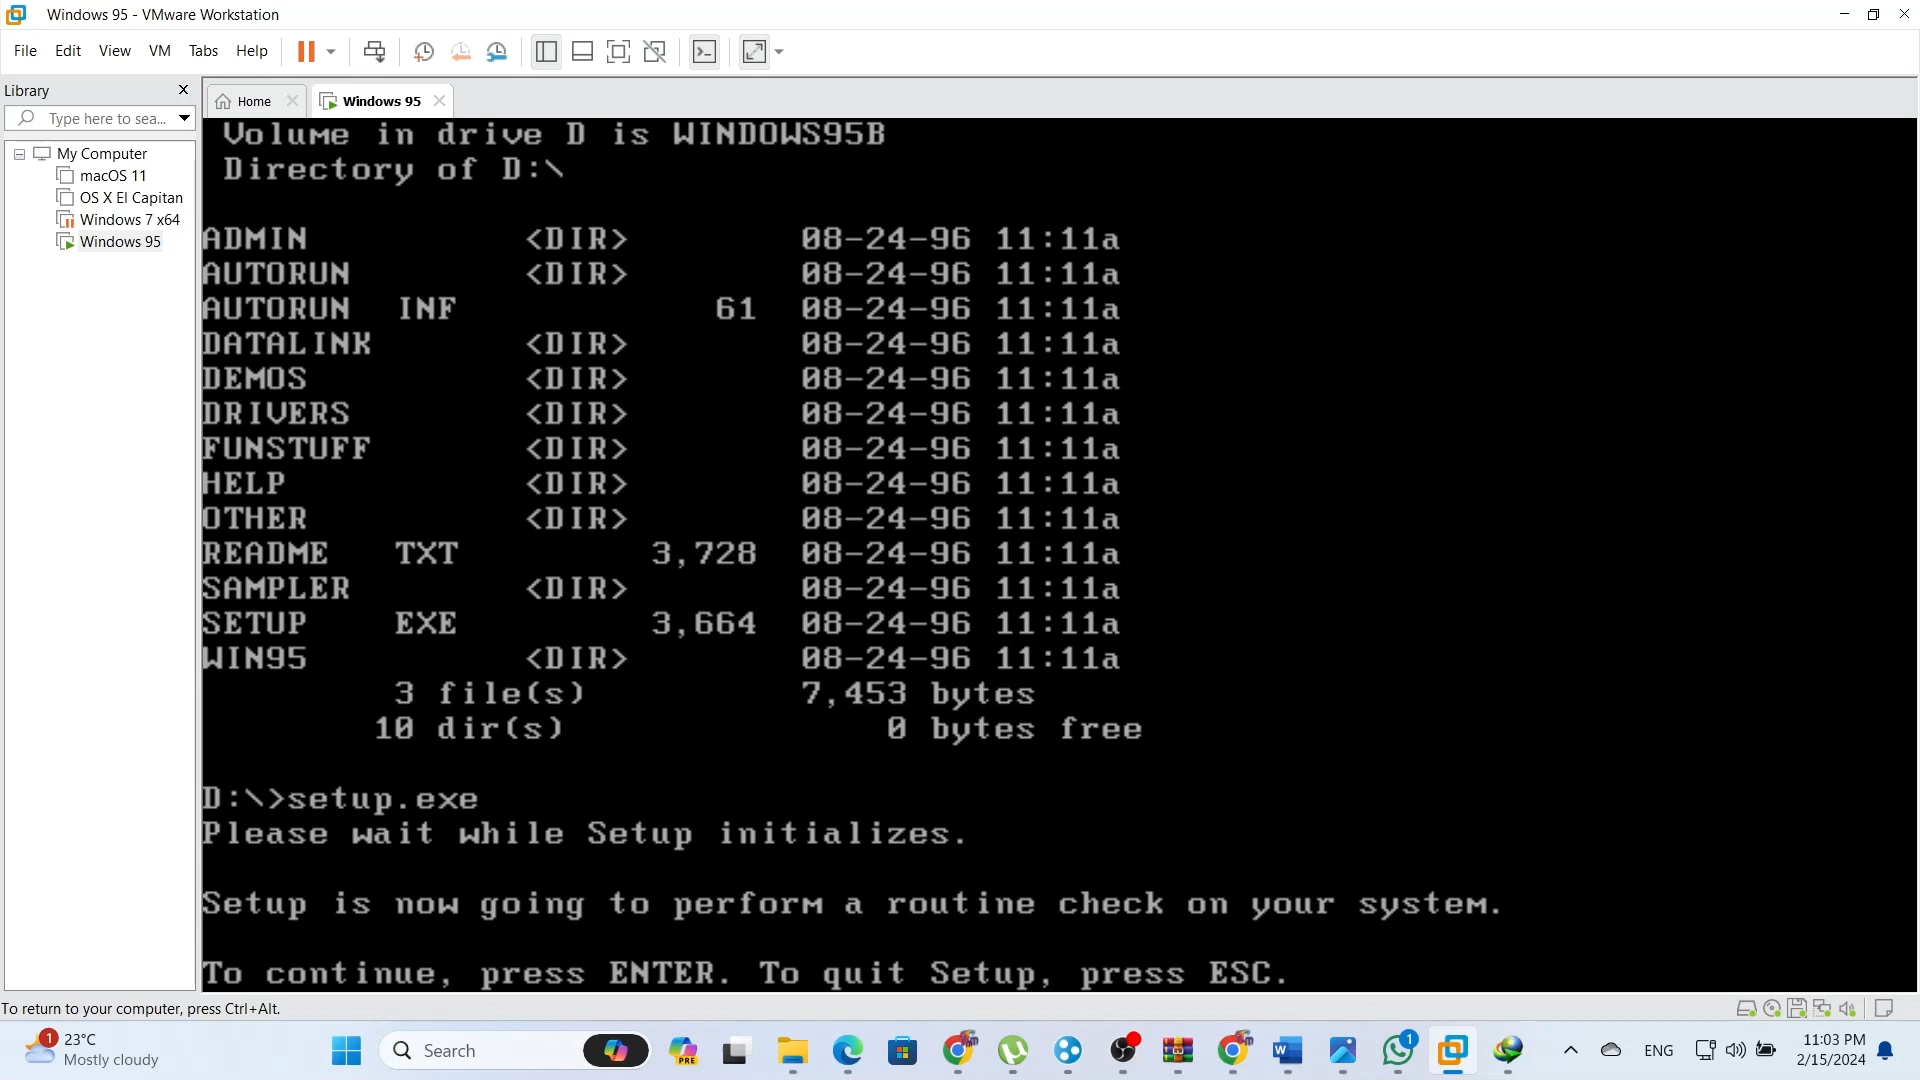 Windows 95 - VMware Workstation
File Edit View VM Tabs Help
Library
Type here to sea...
My Computer
macOS 11
OS X El Capitan
Windows 7 x64
Windows 95
Home
Windows 95
Volume in drive D is WINDOWS95B
Directory of D:\
ADMIN <DIR> 08-24-96 11:11a
AUTORUN <DIR> 08-24-96 11:11a
AUTORUN INF 61 08-24-96 11:11a
DATALINK <DIR> 08-24-96 11:11a
DEMOS <DIR> 08-24-96 11:11a
DRIVERS <DIR> 08-24-96 11:11a
FUNSTUFF <DIR> 08-24-96 11:11a
HELP <DIR> 08-24-96 11:11a
OTHER <DIR> 08-24-96 11:11a
README TXT 3,728 08-24-96 11:11a
SAMPLER <DIR> 08-24-96 11:11a
SETUP EXE 3,664 08-24-96 11:11a
WIN95 <DIR> 08-24-96 11:11a
3 file(s) 7,453 bytes
10 dir(s) 0 bytes free
D:\>setup.exe
Please wait while Setup initializes.
Setup is now going to perform a routine check on your system.
To continue, press ENTER. To quit Setup, press ESC.
To return to your computer, press Ctrl+Alt.
1
23°C
Mostly cloudy
Search
PRE
W
1
ENG
11:03 PM
2/15/2024